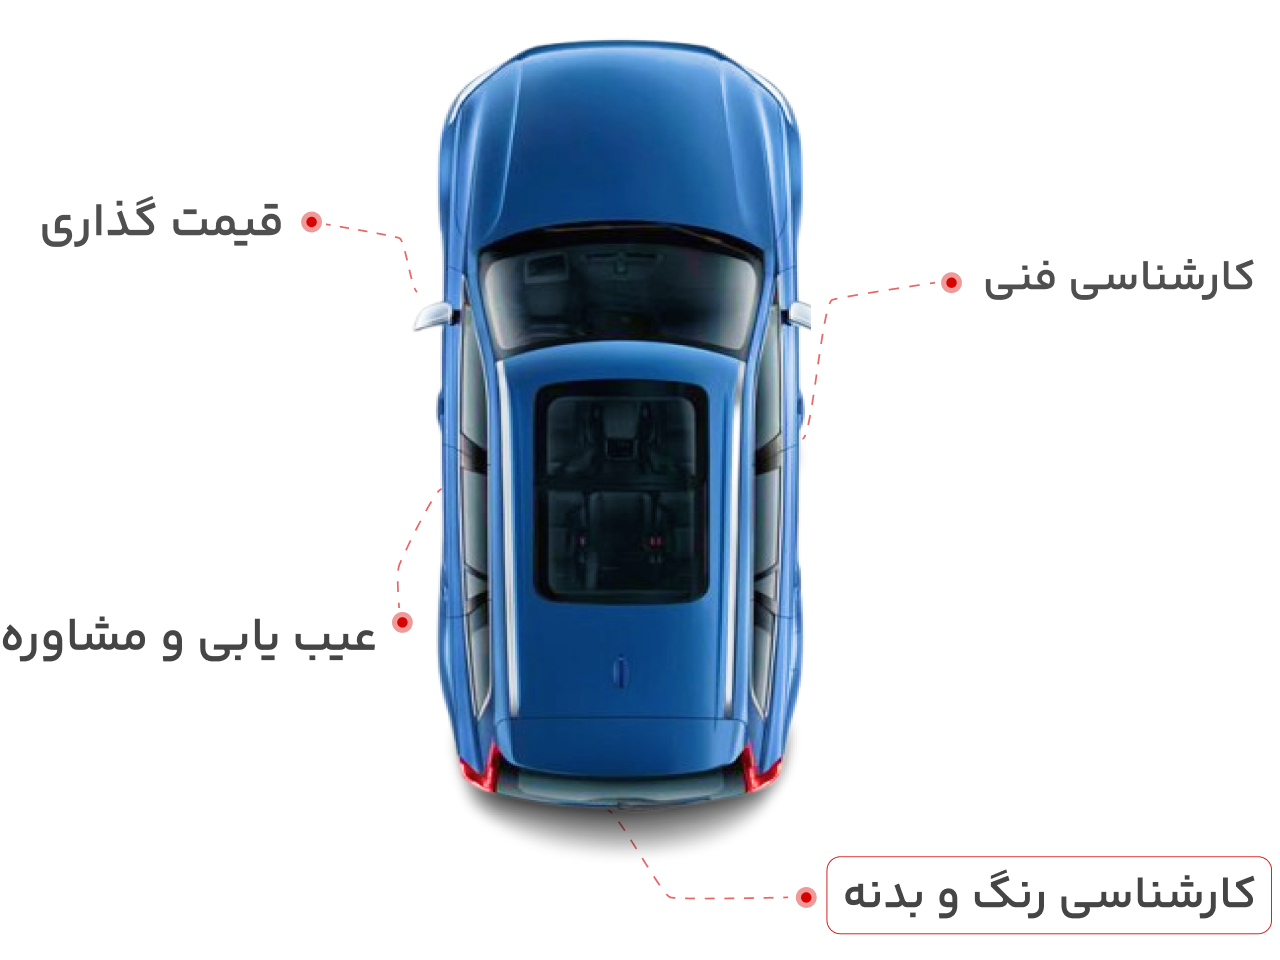 قیمت گذاری
کارشناسی فنی
عیب یابی و مشاوره
کارشناسی رنگ و بدنه